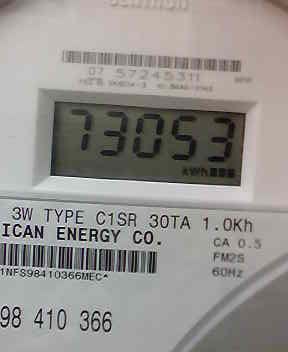 07 57245311
73053
kWh
3W TYPE C1SR 30TA 1.0Kh
ICAN ENERGY CO. CA 0.5
FM2S
1NFS98410366MEC* 60Hz
98 410 366